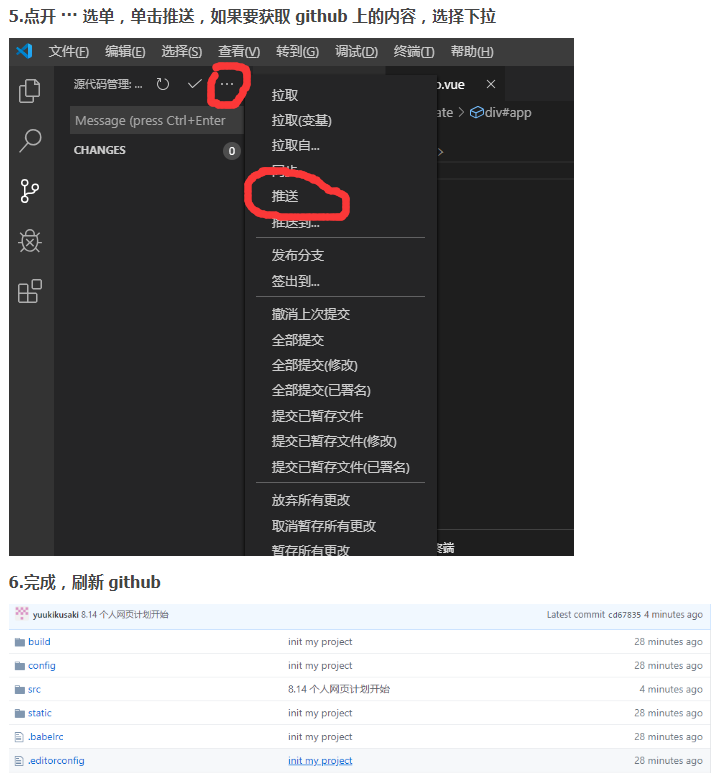 5.点开 ··· 选单，单击推送，如果要获取 github 上的内容，选择下拉
文件(F) 编辑(E) 选择(S) 查看(V) 转到(G) 调试(D) 终端(T) 帮助(H)
源代码管理: ...
.vue
Message (press Ctrl+Enter
div#app
CHANGES 0
拉取
拉取(变基)
拉取自...
同步
推送
推送到...
发布分支
签出到...
撤消上次提交
全部提交
全部提交(修改)
全部提交(已署名)
提交已暂存文件
提交已暂存文件(修改)
提交已暂存文件(已署名)
放弃所有更改
取消暂存所有更改
暂存所有更改
终端
6.完成，刷新 github
yuukikusaki 8.14 个人网页计划开始 Latest commit cd67835 4 minutes ago
build init my project 28 minutes ago
config init my project 28 minutes ago
src 8.14 个人网页计划开始 4 minutes ago
static init my project 28 minutes ago
.babelrc init my project 28 minutes ago
.editorconfig init my project 28 minutes ago